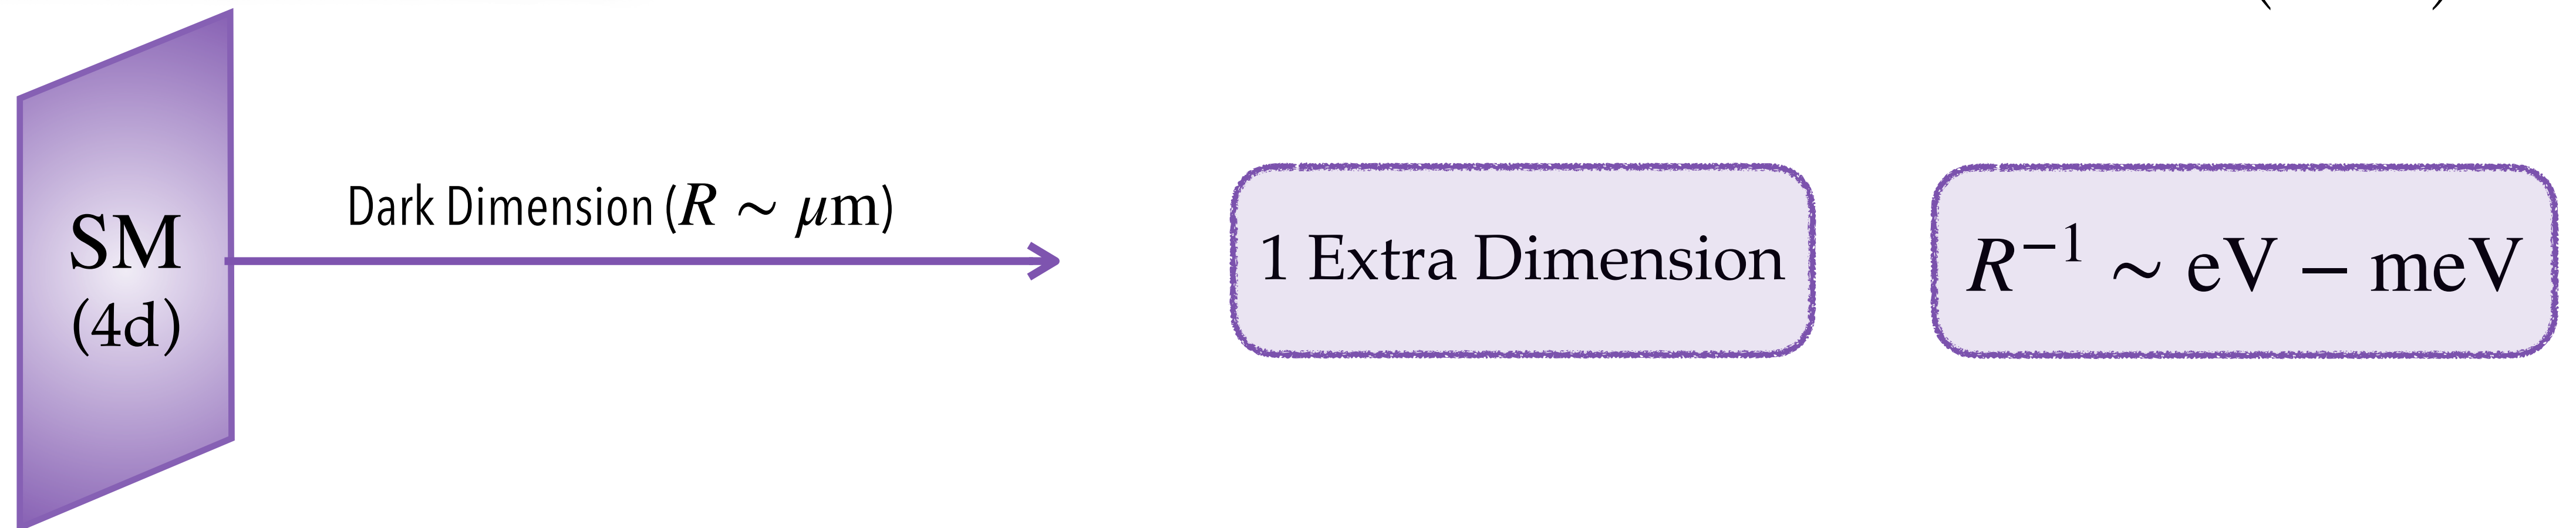 SM
(4d)
Dark Dimension (R ∼ μm)
1 Extra Dimension
R⁻¹ ∼ eV – meV